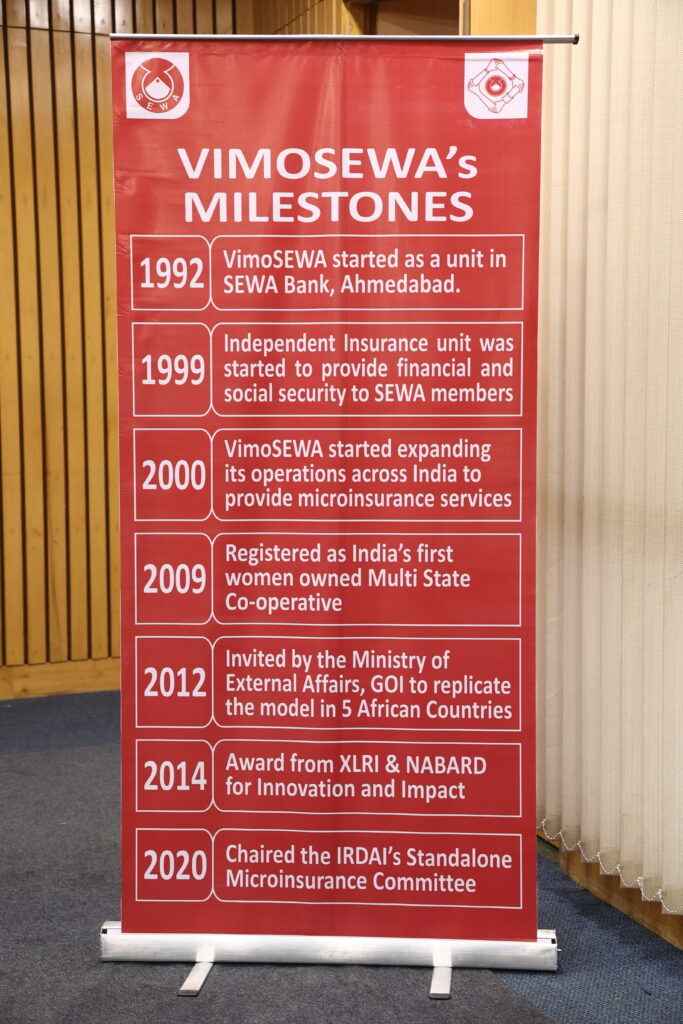 SEWA
VIMOSEWA's
MILESTONES
1992
VimoSEWA started as a unit in
SEWA Bank, Ahmedabad.
1999
Independent Insurance unit was
started to provide financial and
social security to SEWA members
2000
VimoSEWA started expanding
its operations across India to
provide microinsurance services
2009
Registered as India's first
women owned Multi State
Co-operative
2012
Invited by the Ministry of
External Affairs, GOI to replicate
the model in 5 African Countries
2014
Award from XLRI & NABARD
for Innovation and Impact
2020
Chaired the IRDAI's Standalone
Microinsurance Committee